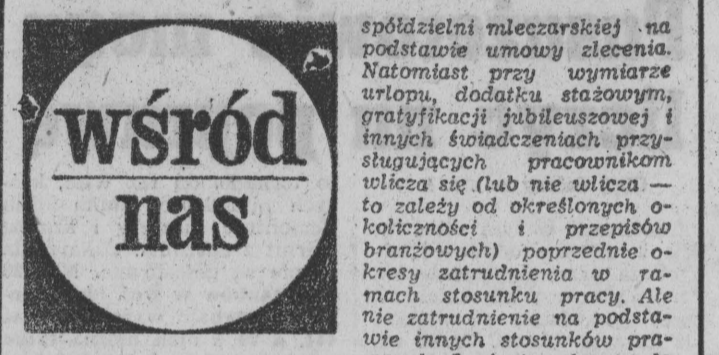 wśród
nas
spółdzielni mleczarskiej na
podstawie umowy zlecenia.
Natomiast przy wymiarze
urlopu, dodatku stażowym,
gratyfikacji jubileuszowej i
innych świadczeniach przy-
sługujących pracownikom
wlicza się (lub nie wlicza —
to zależy od określonych o-
koliczności i przepisów
branżowych) poprzednie o-
kresy zatrudnienia w ra-
mach stosunku pracy. Ale
nie zatrudnienie na podsta-
wie innych stosunków pra-